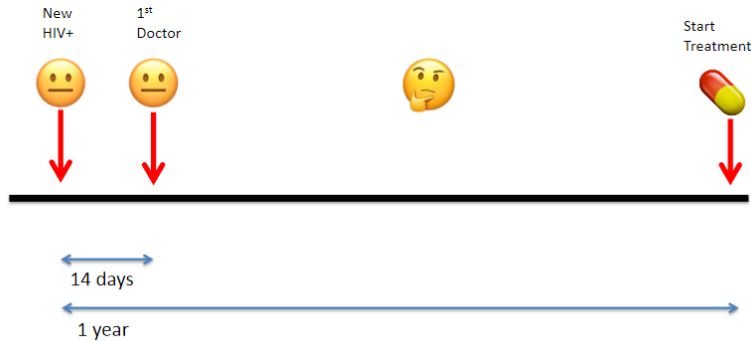 New
HIV+
1st
Doctor
Start
Treatment
14 days
1 year